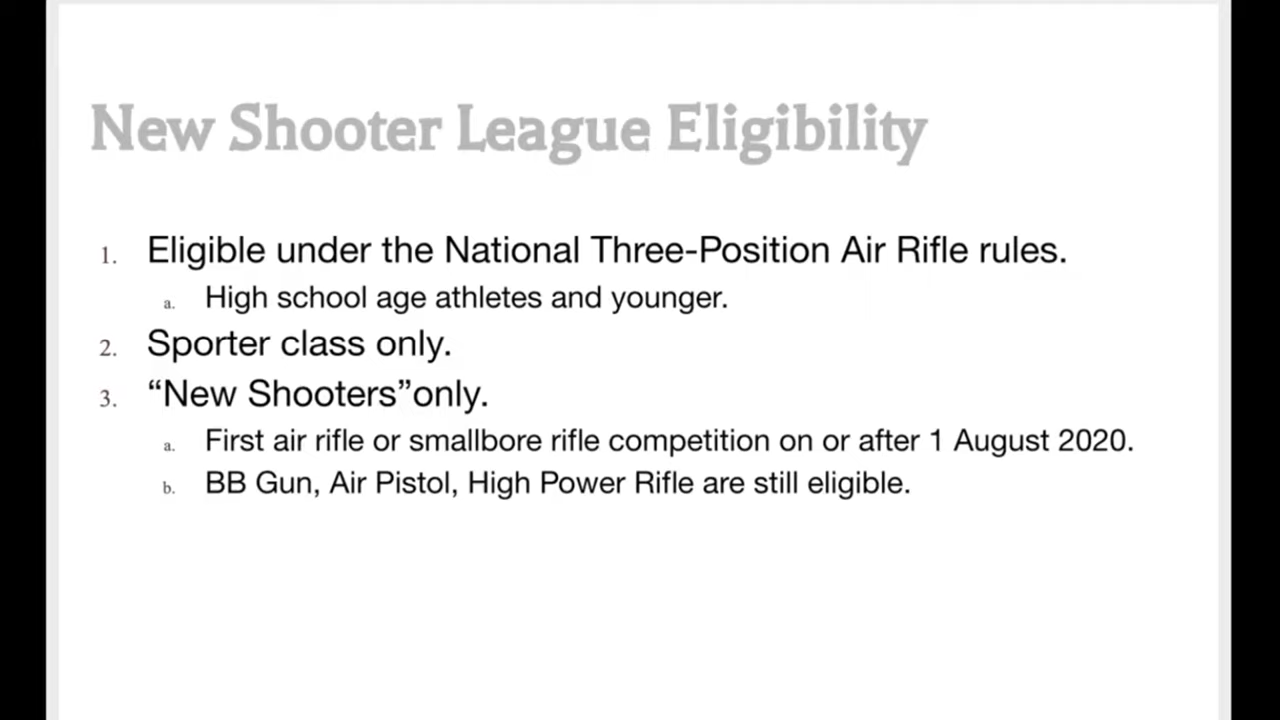 New Shooter League Eligibility
1. Eligible under the National Three-Position Air Rifle rules.
a. High school age athletes and younger.
2. Sporter class only.
3. “New Shooters”only.
a. First air rifle or smallbore rifle competition on or after 1 August 2020.
b. BB Gun, Air Pistol, High Power Rifle are still eligible.